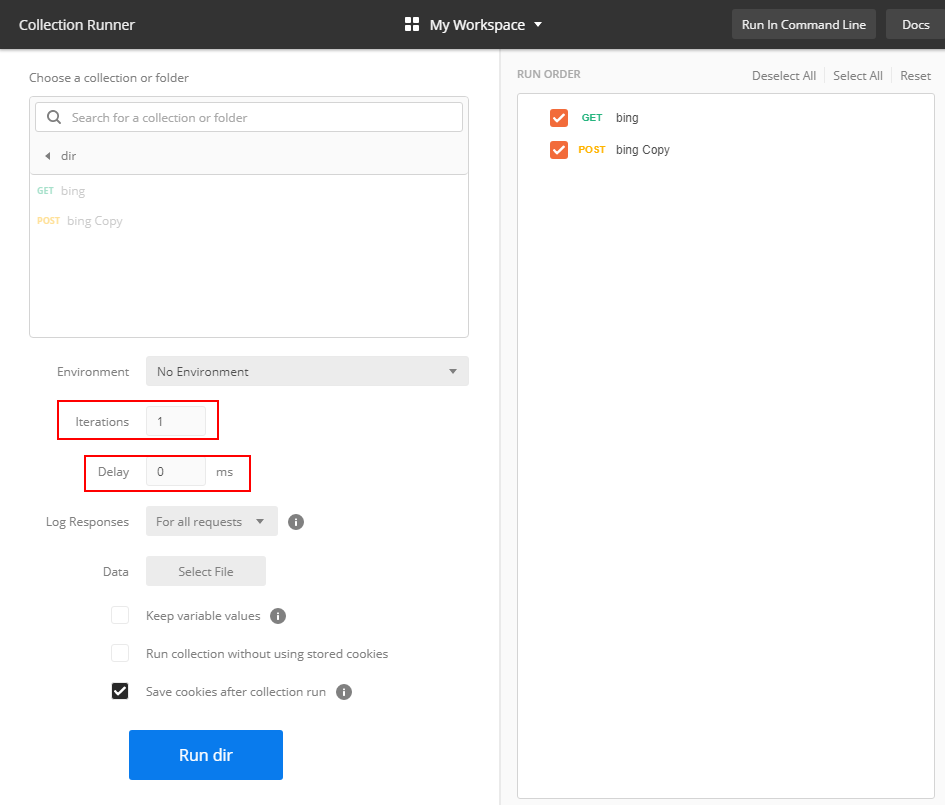 Collection Runner
My Workspace
Run In Command Line
Docs
Choose a collection or folder
Search for a collection or folder
dir
GET bing
POST bing Copy
Environment No Environment
Iterations 1
Delay 0 ms
Log Responses For all requests
Data Select File
Keep variable values
Run collection without using stored cookies
Save cookies after collection run
Run dir
RUN ORDER
Deselect All Select All Reset
GET bing
POST bing Copy